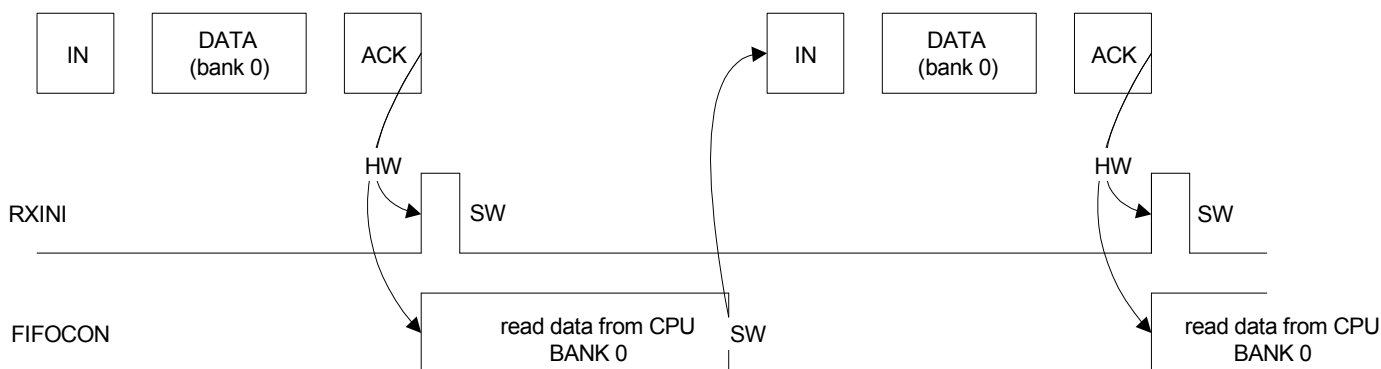 IN
DATA
(bank 0)
ACK
IN
DATA
(bank 0)
ACK
HW
HW
RXINI
SW
SW
FIFOCON
read data from CPU
BANK 0
SW
read data from CPU
BANK 0